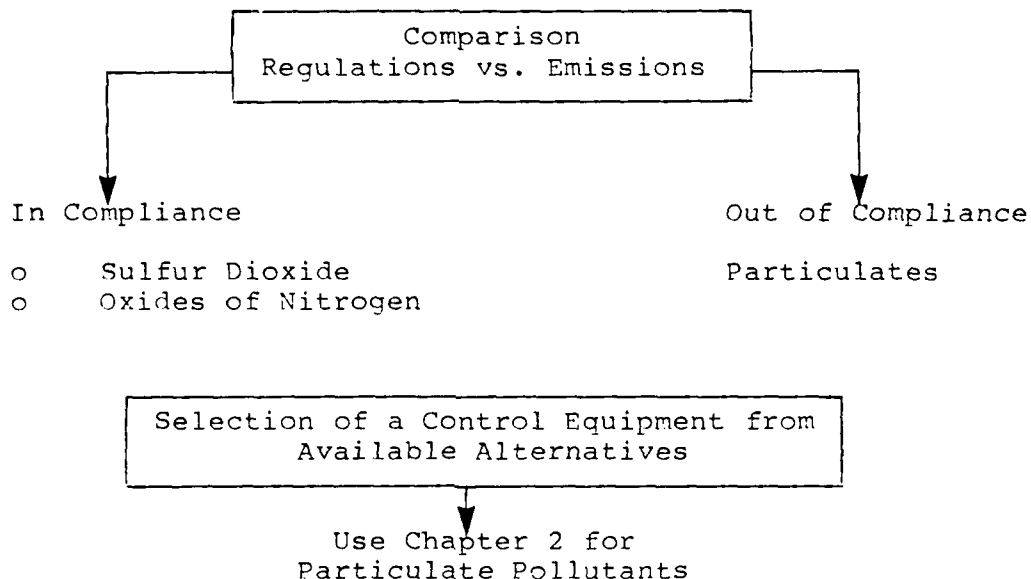 Comparison
Regulations vs. Emissions
In Compliance
o Sulfur Dioxide
o Oxides of Nitrogen
Out of Compliance
Particulates
Selection of a Control Equipment from
Available Alternatives
Use Chapter 2 for
Particulate Pollutants